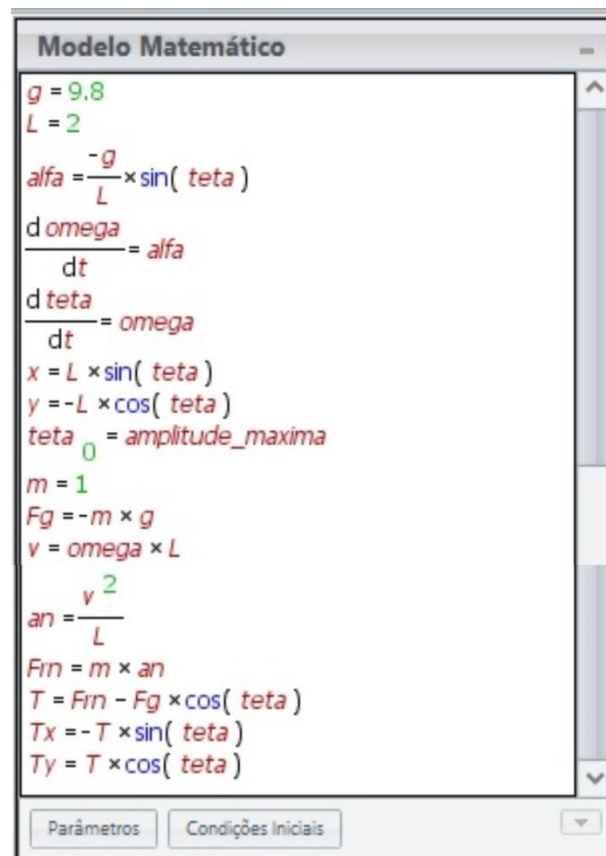 Modelo Matemático
g = 9.8
L = 2
alfa = -g/L × sin( teta )
d omega/dt = alfa
d teta/dt = omega
x = L × sin( teta )
y = -L × cos( teta )
teta 0 = amplitude_maxima
m = 1
Fg = -m × g
v = omega × L
an = v 2/L
Frn = m × an
T = Frn - Fg × cos( teta )
Tx = - T × sin( teta )
Ty = T × cos( teta )
Parâmetros Condições Iniciais